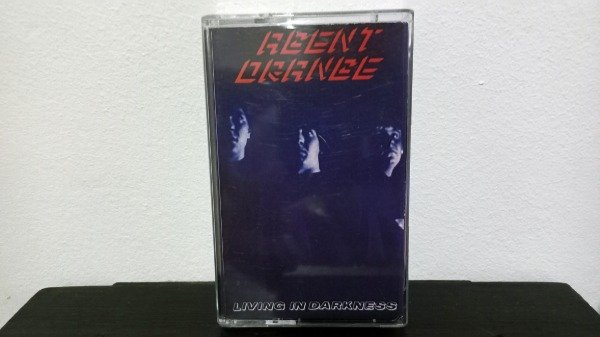 AGENT
ORANGE
LIVING IN DARKNESS